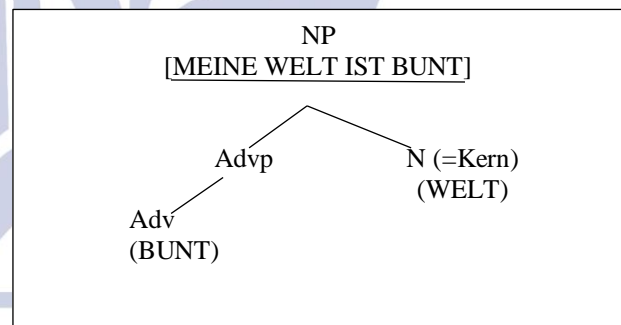 NP
[MEINE WELT IST BUNT]
Advp N (=Kern)
(WELT)
Adv
(BUNT)